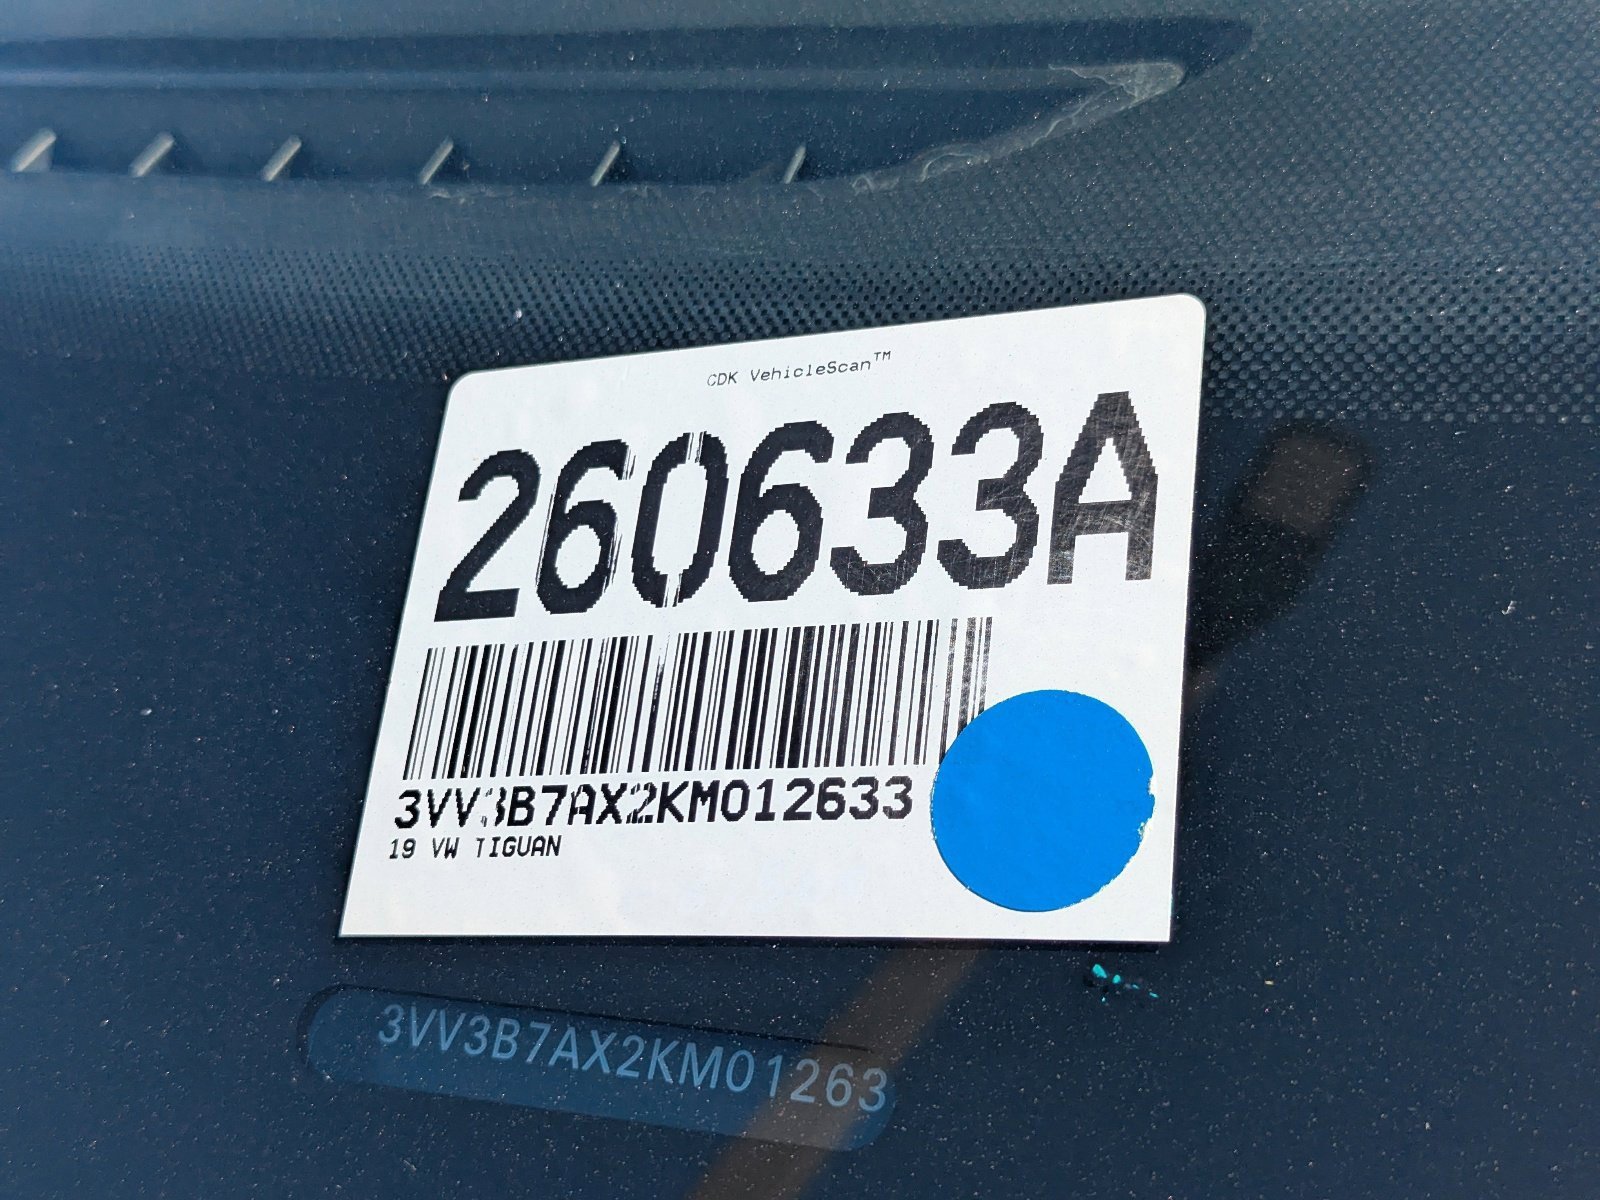 CDK VehicleScan™
260633A
3VV3B7AX2KM012633
19 VW TIGUAN
3VV3B7AX2KM01263